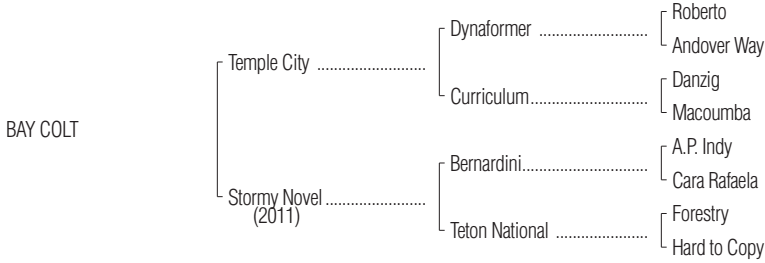 Roberto
Dynaformer ..........................
Andover Way
Temple City ..........................
Danzig
Curriculum............................
Macoumba
BAY COLT
A.P. Indy
Bernardini..............................
Cara Rafaela
Stormy Novel ........................
(2011)
Forestry
Teton National ......................
Hard to Copy